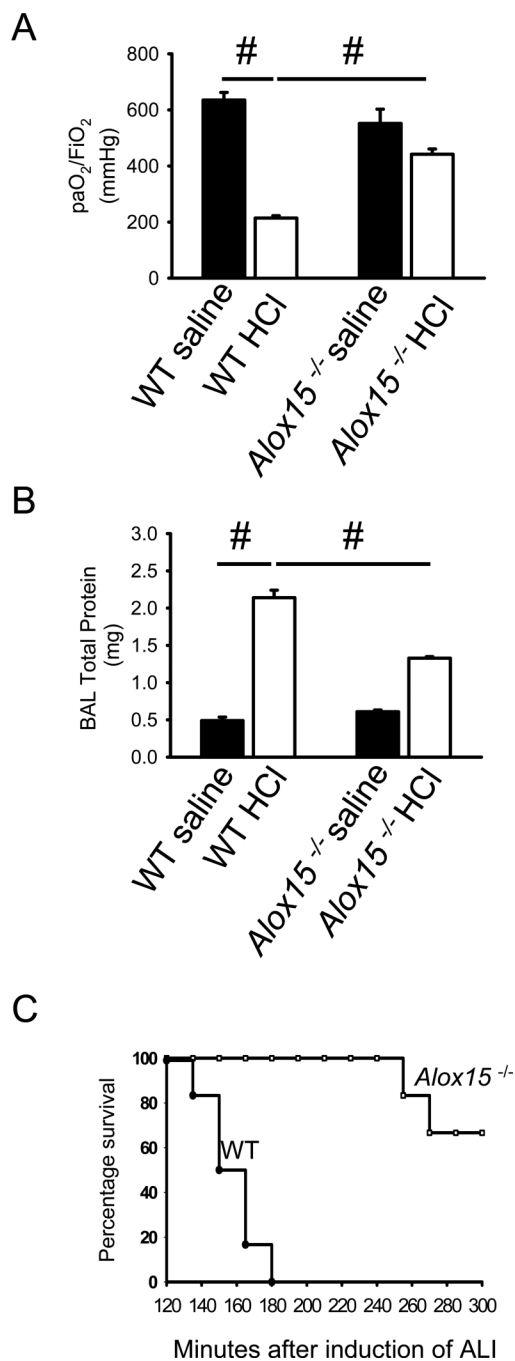 A
# #
800
600
400
200
0
paO2/FiO2
(mmHg)
WT saline
WT HCl
Alox15 -/- saline
Alox15 -/- HCl
B
# #
3.0
2.5
2.0
1.5
1.0
0.5
0.0
BAL Total Protein
(mg)
WT saline
WT HCl
Alox15 -/- saline
Alox15 -/- HCl
C
100
80
60
40
20
0
Percentage survival
Alox15 -/-
WT
120 140 160 180 200 220 240 260 280 300
Minutes after induction of ALI